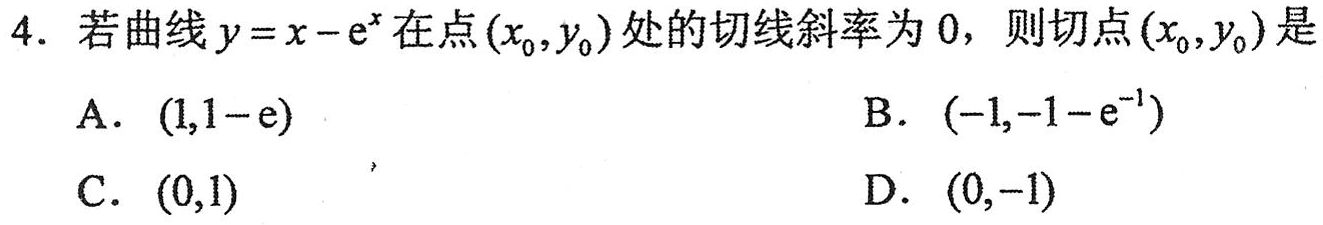 4. 若曲线 y = x − eˣ 在点 (x₀, y₀) 处的切线斜率为 0，则切点 (x₀, y₀) 是
A. (1,1−e) B. (−1,−1−e⁻¹)
C. (0,1) D. (0,−1)